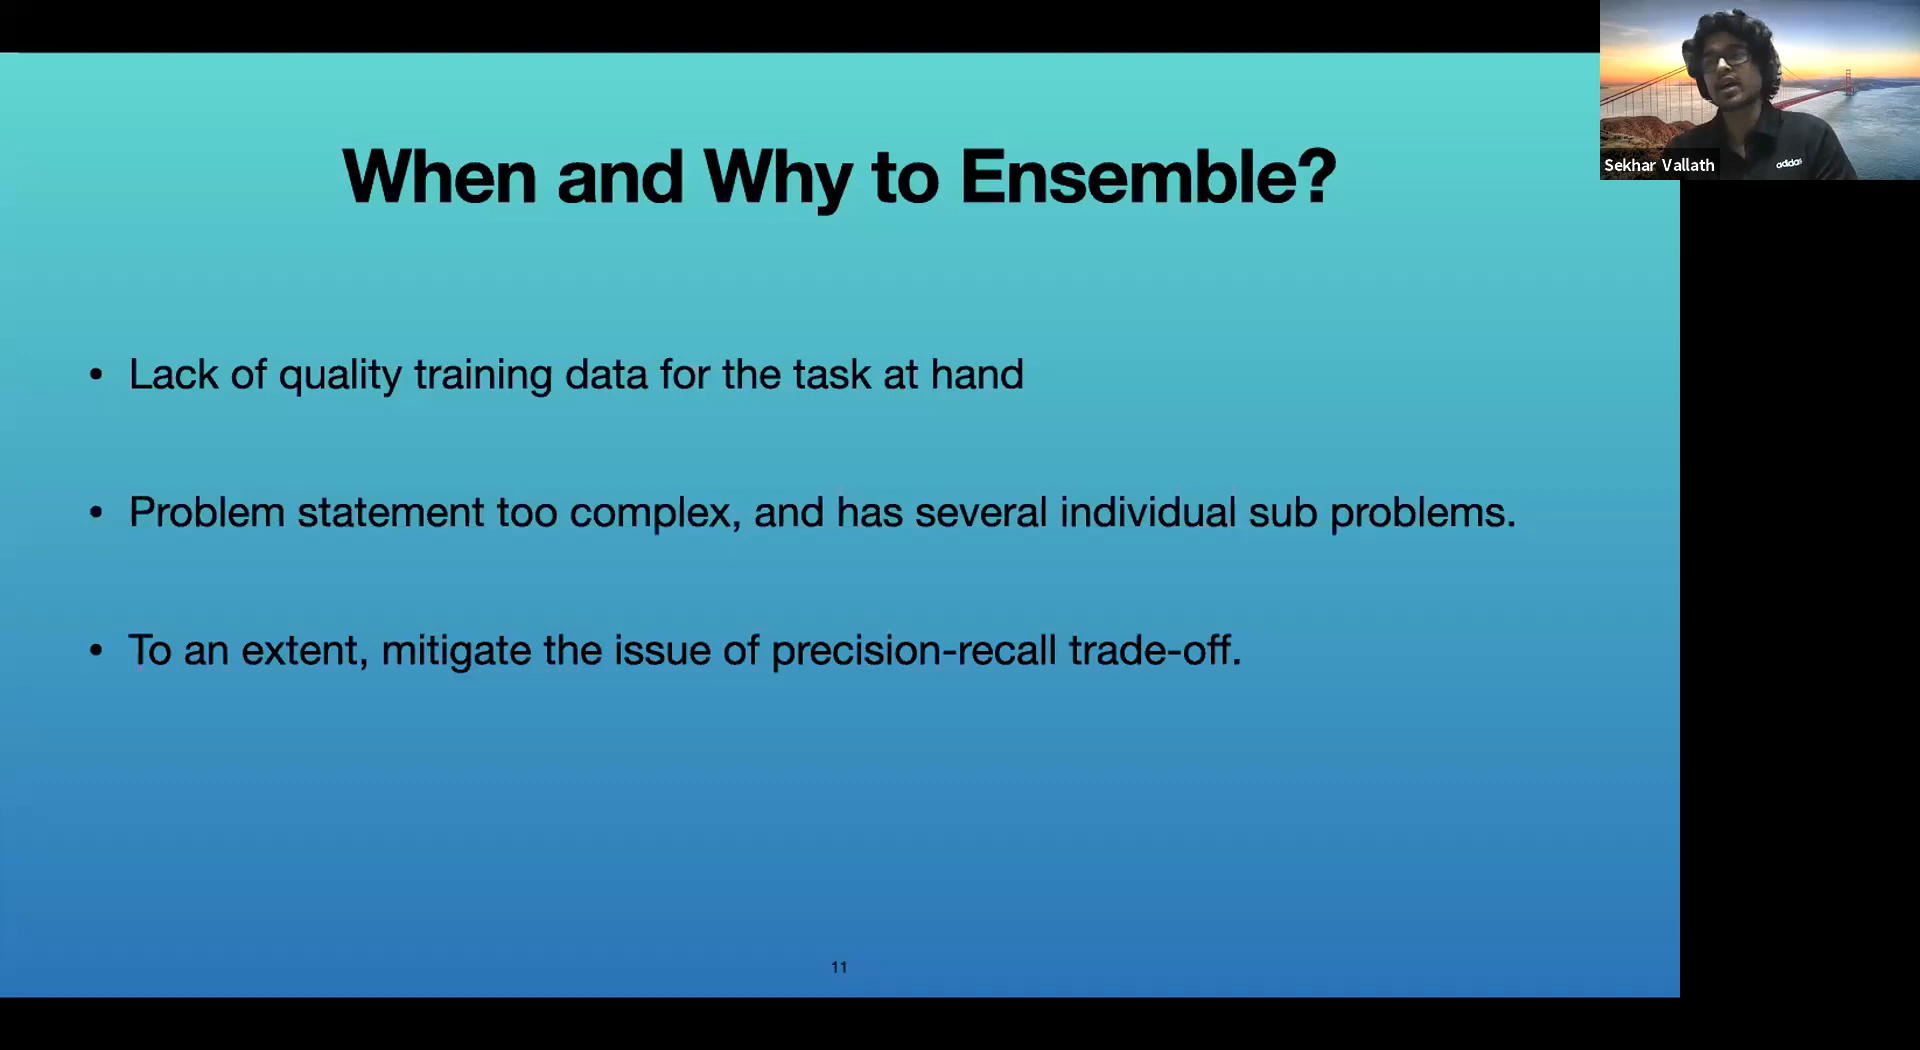 When and Why to Ensemble?
• Lack of quality training data for the task at hand
• Problem statement too complex, and has several individual sub problems.
• To an extent, mitigate the issue of precision-recall trade-off.
11
Sekhar Vallath
adidas